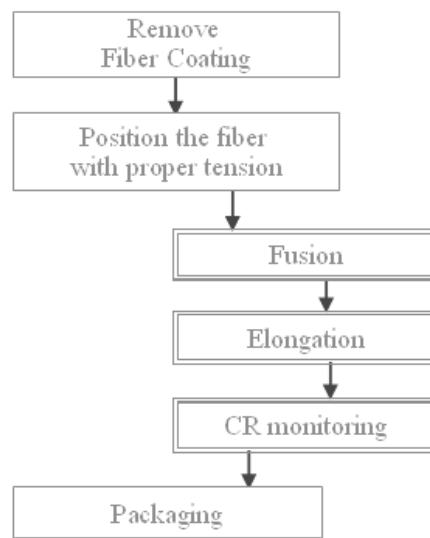 Remove
Fiber Coating
Position the fiber
with proper tension
Fusion
Elongation
CR monitoring
Packaging